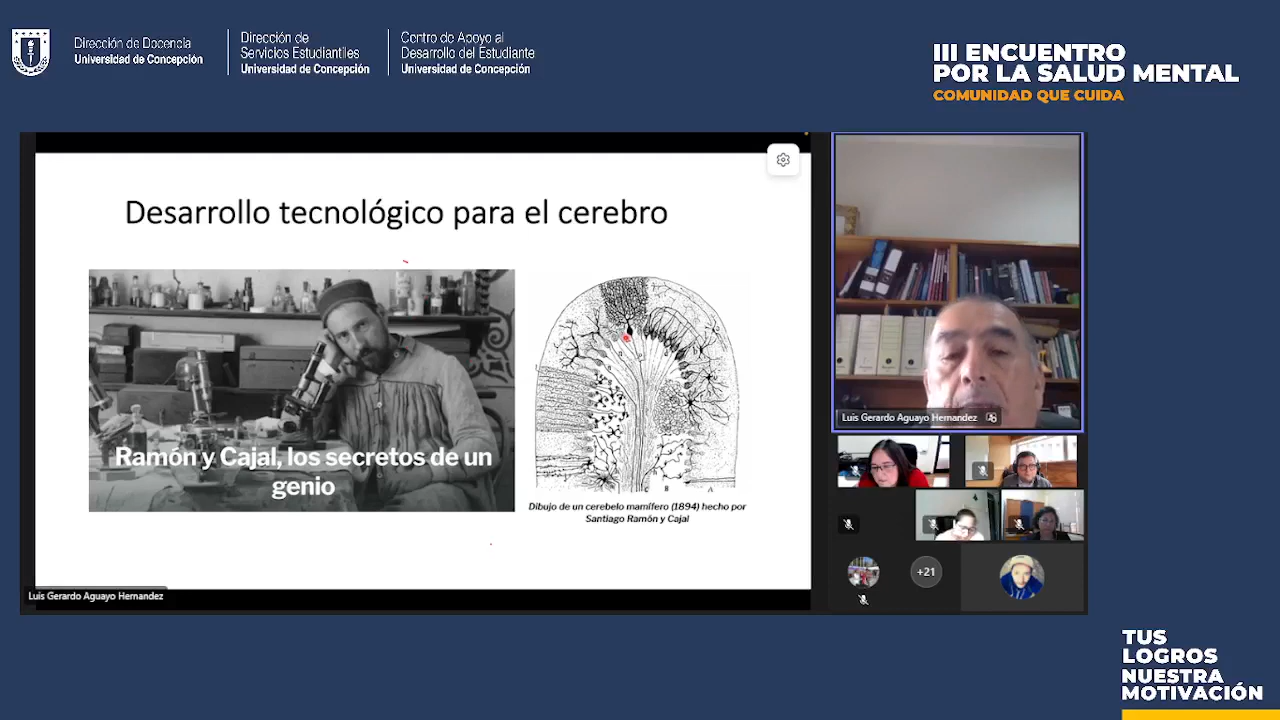 Dirección de Docencia
Universidad de Concepción
Dirección de
Servicios Estudiantiles
Universidad de Concepción
Centro de Apoyo al
Desarrollo del Estudiante
Universidad de Concepción
III ENCUENTRO
POR LA SALUD MENTAL
COMUNIDAD QUE CUIDA
Desarrollo tecnológico para el cerebro
Ramón y Cajal, los secretos de un
genio
Dibujo de un cerebelo mamífero (1894) hecho por
Santiago Ramón y Cajal
Luis Gerardo Aguayo Hernandez
Luis Gerardo Aguayo Hernandez
+21
TUS
LOGROS
NUESTRA
MOTIVACIÓN